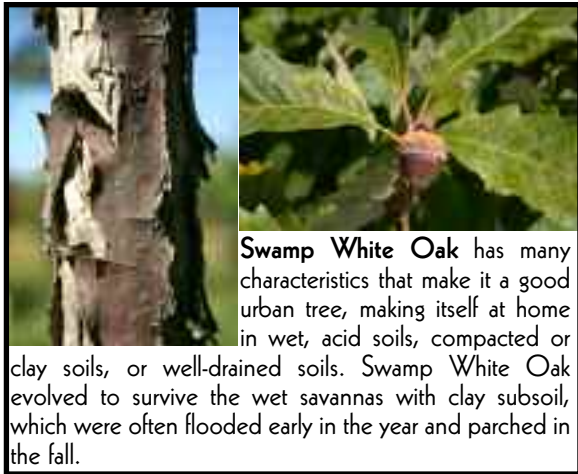 Swamp White Oak has many
characteristics that make it a good
urban tree, making itself at home
in wet, acid soils, compacted or
clay soils, or well-drained soils. Swamp White Oak
evolved to survive the wet savannas with clay subsoil,
which were often flooded early in the year and parched in
the fall.